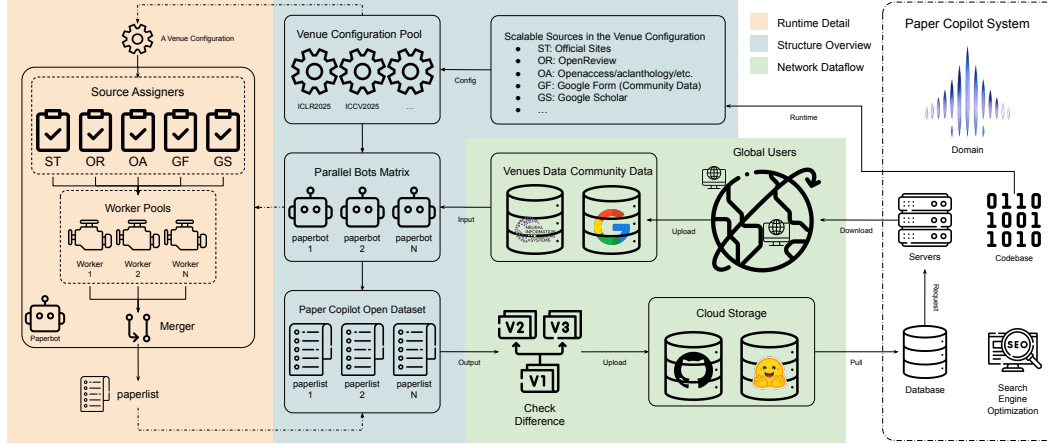 A Venue Configuration
Source Assigners
ST OR OA GF GS
Worker Pools
Worker
1
Worker
2
Worker
N
Paperbot
Merger
paperlist
Venue Configuration Pool
ICLR2025
ICCV2025
...
Config
Scalable Sources in the Venue Configuration
● ST: Official Sites
● OR: OpenReview
● OA: Openaccess/aclanthology/etc.
● GF: Google Form (Community Data)
● GS: Google Scholar
● ...
Runtime Detail
Structure Overview
Network Dataflow
Parallel Bots Matrix
paperbot
1
paperbot
2
paperbot
N
Input
Venues Data
Community Data
NEURAL INFORMATION
SYSTEMS
Upload
Global Users
Download
Runtime
Paper Copilot Open Dataset
paperlist
1
paperlist
2
paperlist
N
Output
V2
V3
V1
Check
Difference
Upload
Cloud Storage
Pull
Paper Copilot System
Domain
Servers
0110
1001
1010
Codebase
Request
Database
SEO
Search
Engine
Optimization